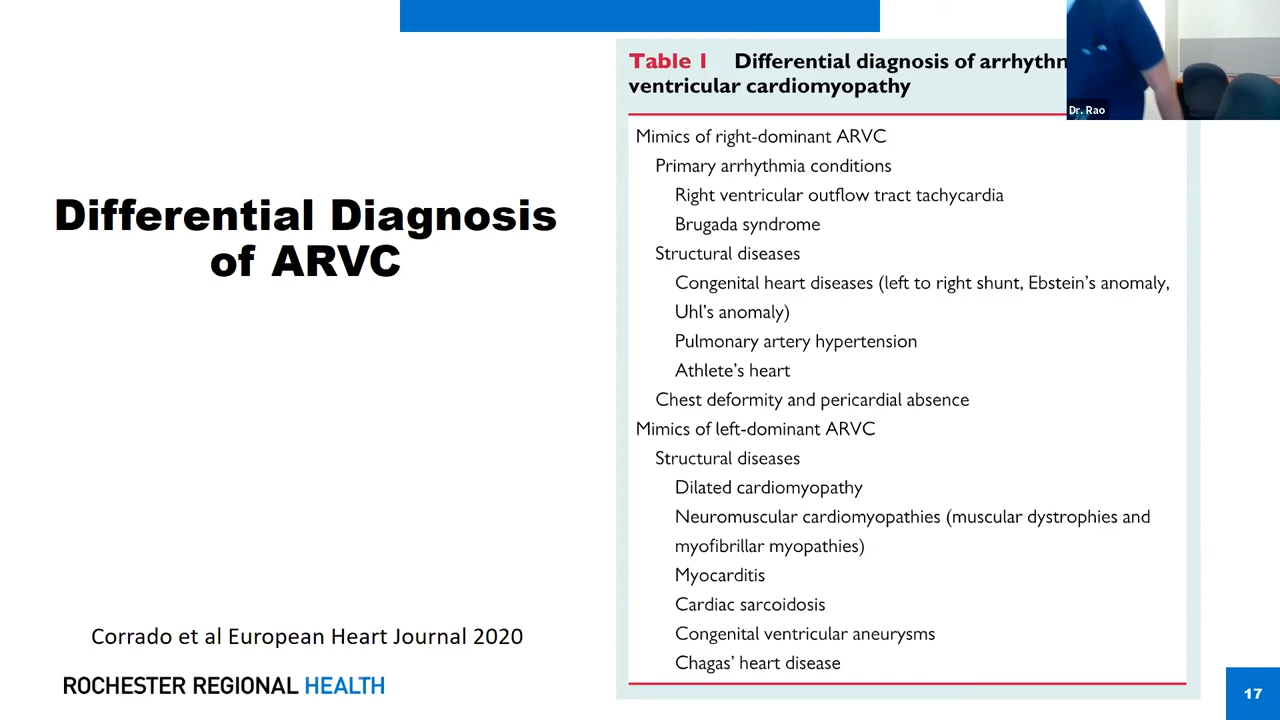 Differential Diagnosis
of ARVC
Corrado et al European Heart Journal 2020
ROCHESTER REGIONAL HEALTH
Table 1 Differential diagnosis of
ventricular cardiomyopathy
Mimics of right-dominant ARVC
Primary arrhythmia conditions
Right ventricular outflow tract tachycardia
Brugada syndrome
Structural diseases
Congenital heart diseases (left to right shunt, Ebstein's anomaly,
Uhl's anomaly)
Pulmonary artery hypertension
Athlete's heart
Chest deformity and pericardial absence
Mimics of left-dominant ARVC
Structural diseases
Dilated cardiomyopathy
Neuromuscular cardiomyopathies (muscular dystrophies and
myofibrillar myopathies)
Myocarditis
Cardiac sarcoidosis
Congenital ventricular aneurysms
Chagas' heart disease
Dr. Rao
17